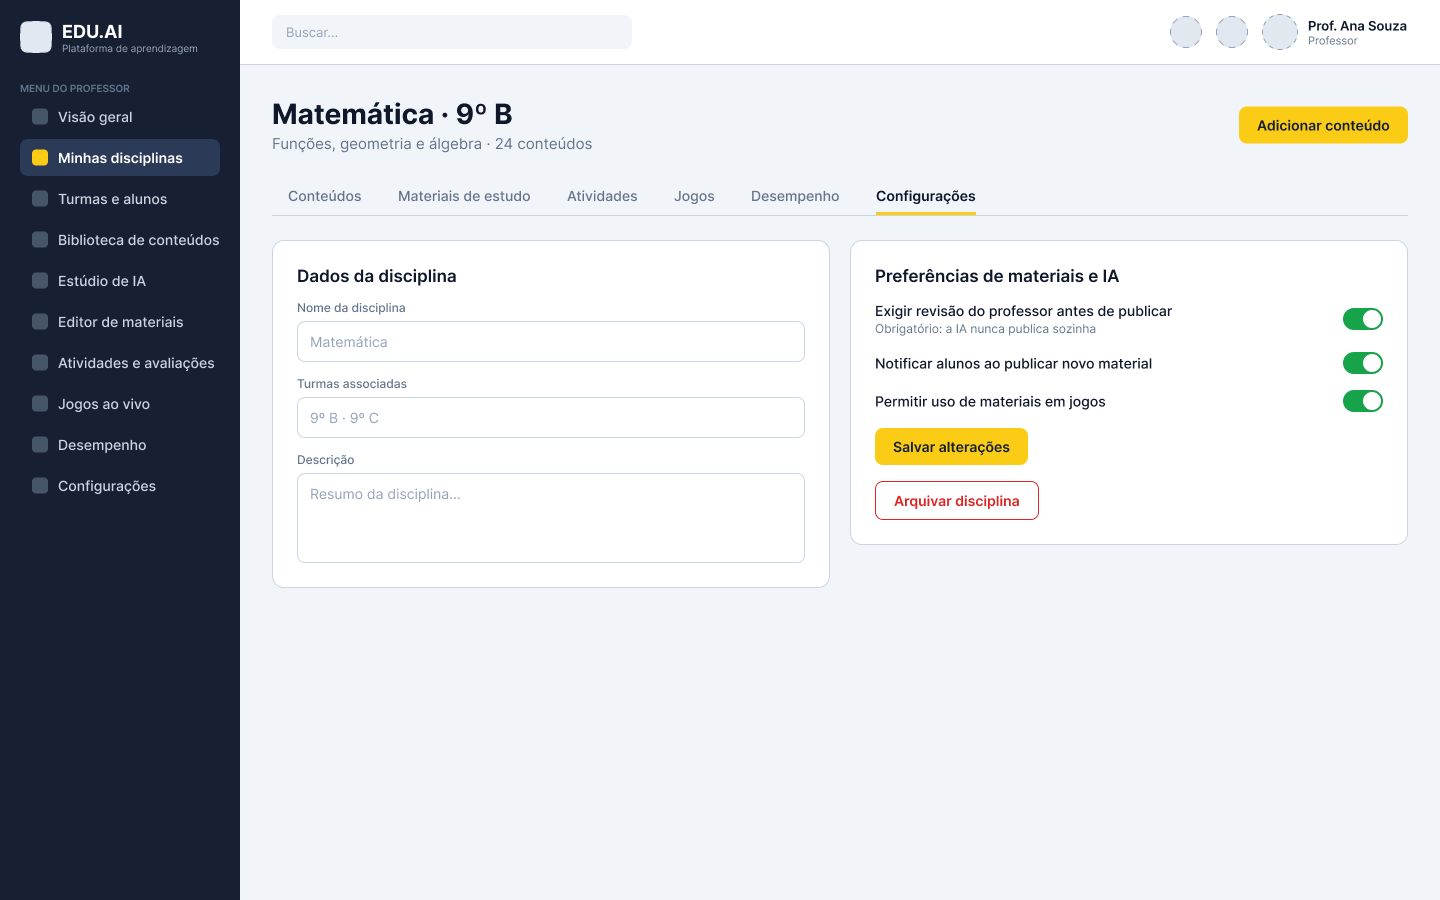 EDU.AI
Plataforma de aprendizagem
MENU DO PROFESSOR
Visão geral
Minhas disciplinas
Turmas e alunos
Biblioteca de conteúdos
Estúdio de IA
Editor de materiais
Atividades e avaliações
Jogos ao vivo
Desempenho
Configurações
Buscar...
Prof. Ana Souza
Professor
Matemática · 9º B
Funções, geometria e álgebra · 24 conteúdos
Adicionar conteúdo
Conteúdos
Materiais de estudo
Atividades
Jogos
Desempenho
Configurações
Dados da disciplina
Nome da disciplina
Matemática
Turmas associadas
9º B · 9º C
Descrição
Resumo da disciplina...
Preferências de materiais e IA
Exigir revisão do professor antes de publicar
Obrigatório: a IA nunca publica sozinha
Notificar alunos ao publicar novo material
Permitir uso de materiais em jogos
Salvar alterações
Arquivar disciplina